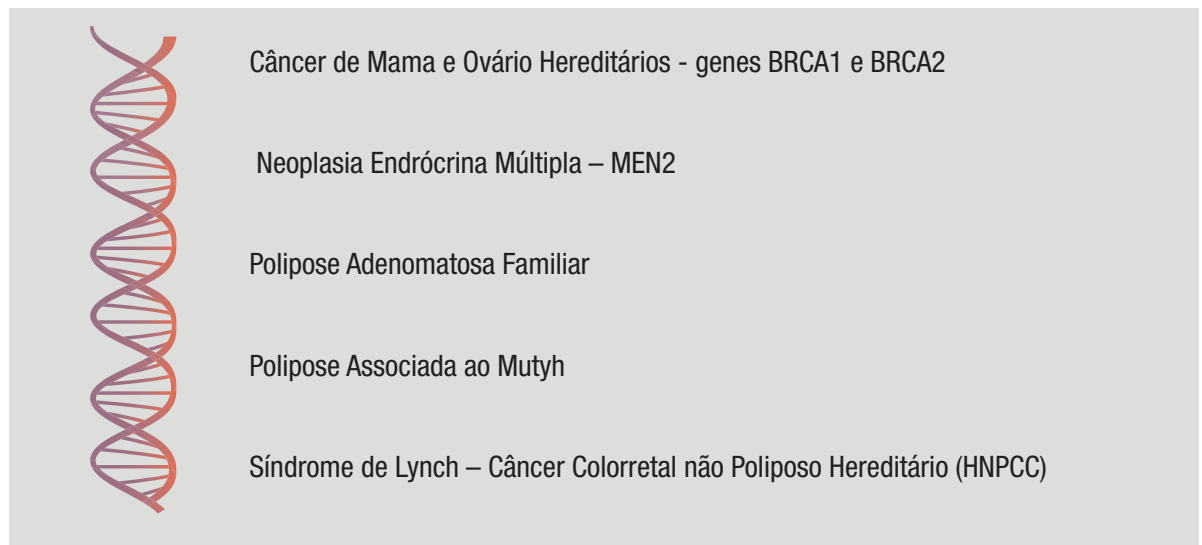 Câncer de Mama e Ovário Hereditários - genes BRCA1 e BRCA2
Neoplasia Endrócrina Múltipla – MEN2
Polipose Adenomatosa Familiar
Polipose Associada ao Mutyh
Síndrome de Lynch – Câncer Colorretal não Poliposo Hereditário (HNPCC)